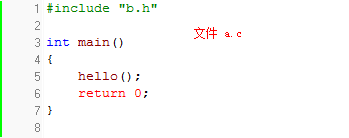 1 #include "b.h"
2
3 int main() 文件 a.c
4 {
5 hello();
6 return 0;
7 }
8